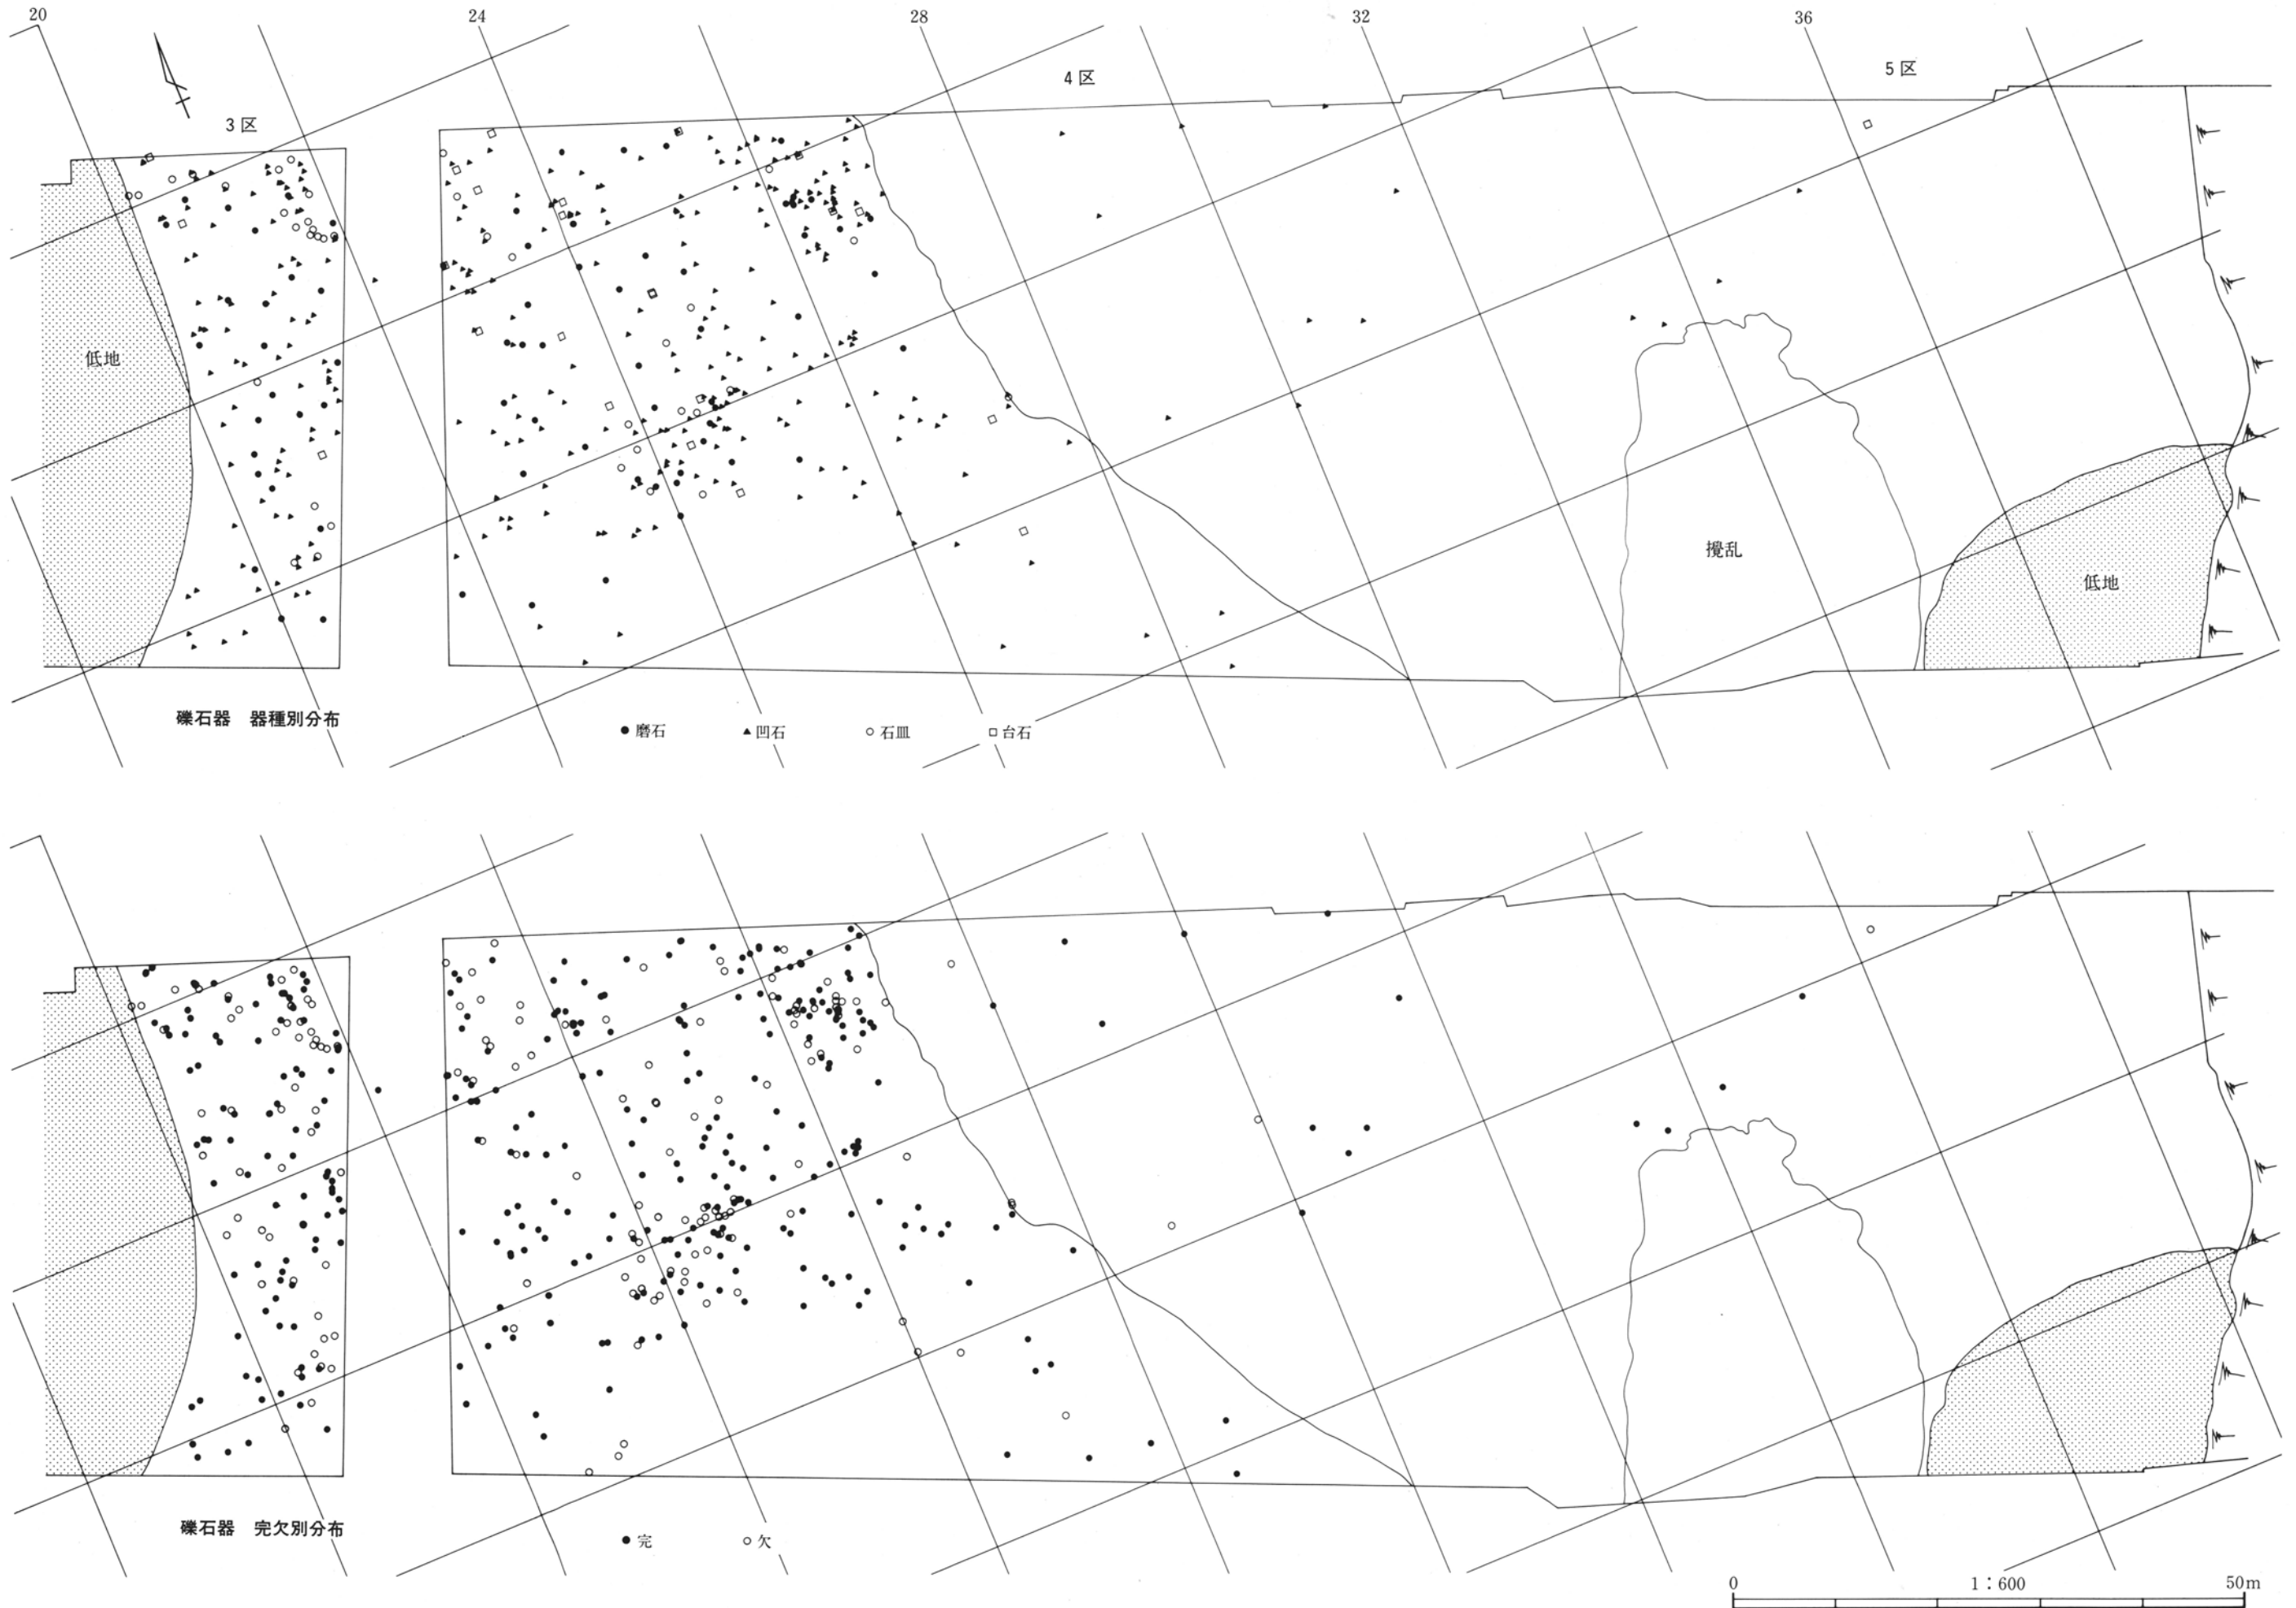 20 24 28 32 36
4区 5区
3区
低地
攪乱
低地
礫石器 器種別分布
●磨石 ▲凹石 ○石皿 □台石
礫石器 完欠別分布
●完 ○欠
0 1:600 50m